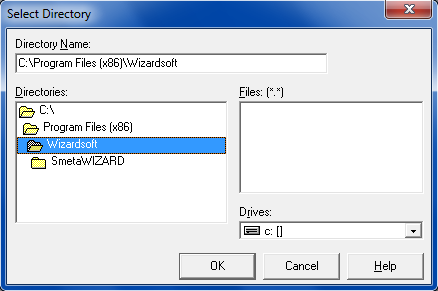 Select Directory
Directory Name:
C:\Program Files (x86)\Wizardsoft
Directories:
Files: (*.*)
C:\
Program Files (x86)
Wizardsoft
SmetaWIZARD
Drives:
c: []
OK
Cancel
Help